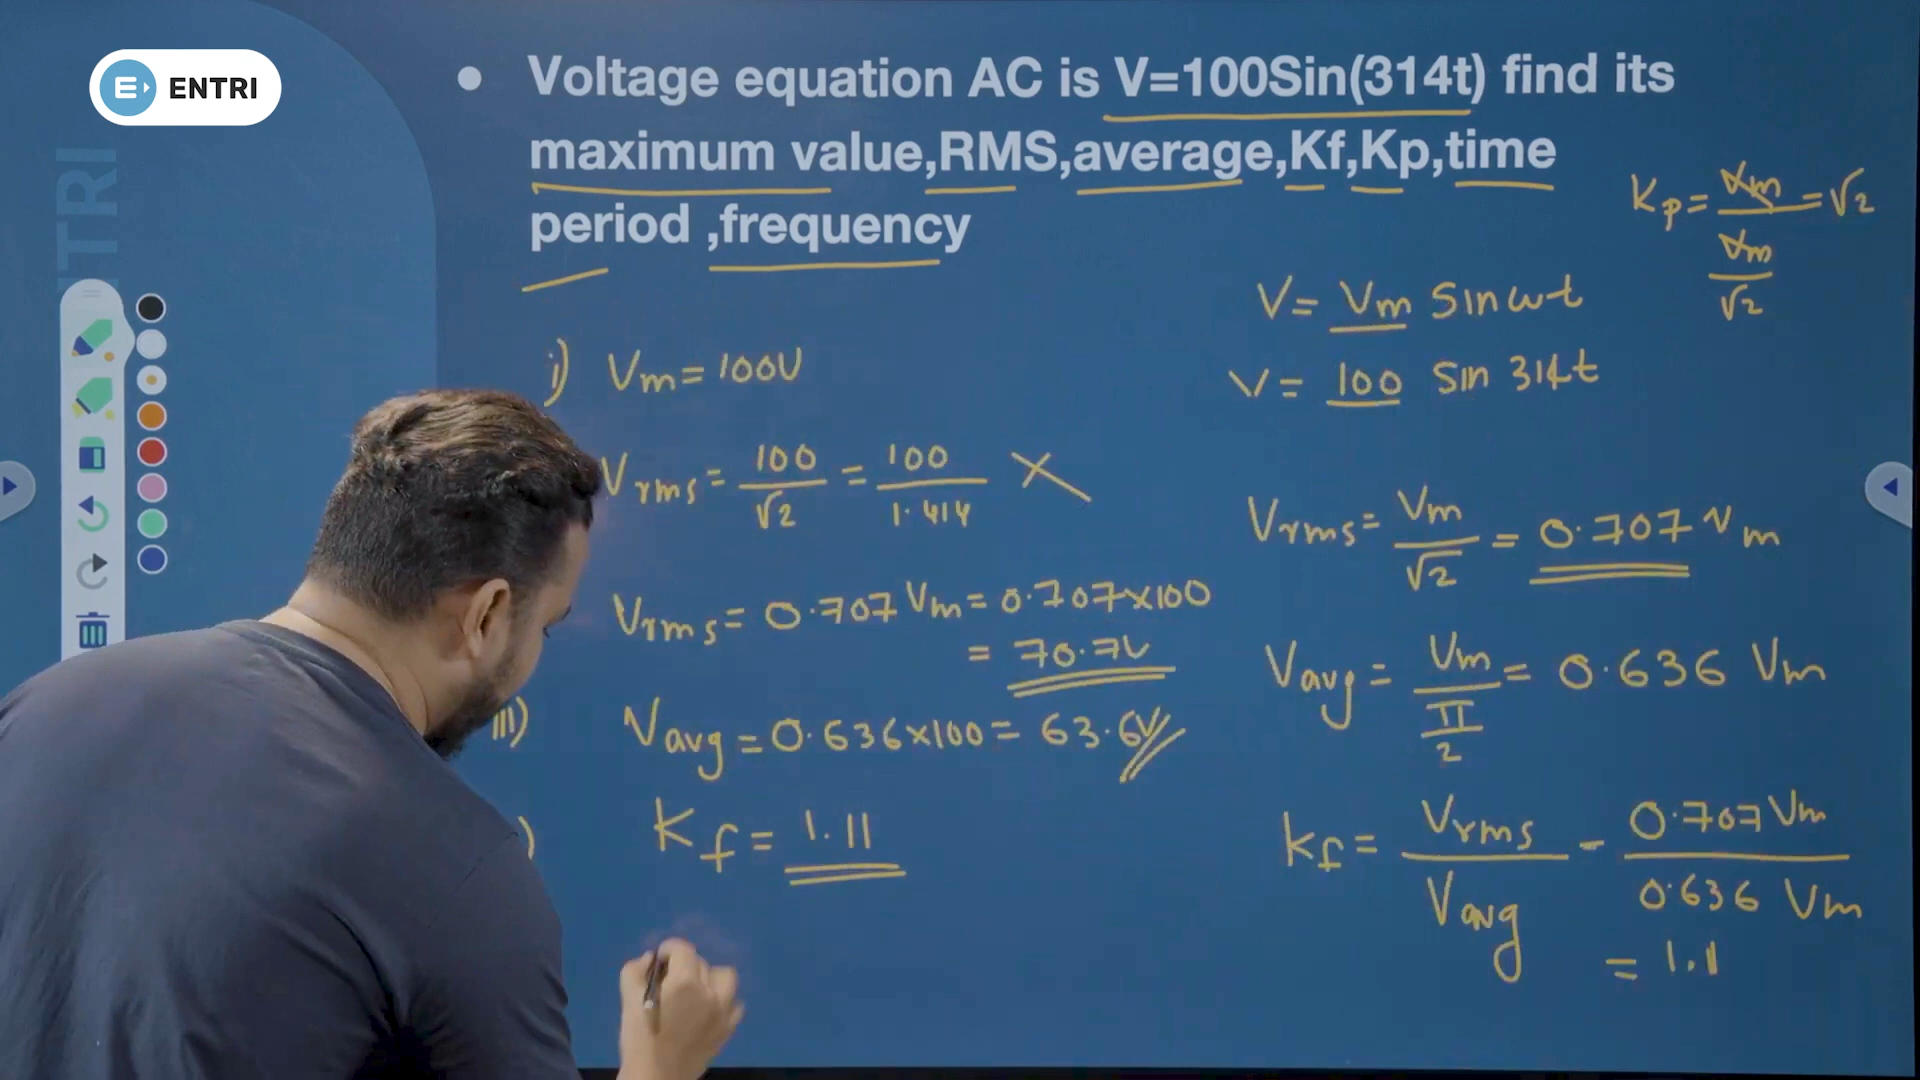 ENTRI
ENTRI
• Voltage equation AC is V=100Sin(314t) find its
maximum value,RMS,average,Kf,Kp,time
period ,frequency
Kp = Vm / Vm/√2 = √2
V = Vm Sin ωt
V = 100 Sin 314t
i) Vm = 100V
Vrms = 100/√2 = 100/1.414 ×
Vrms = Vm/√2 = 0.707 Vm
Vrms = 0.707 Vm = 0.707×100
= 70.7V
Vavg = Vm / π/2 = 0.636 Vm
iii) Vavg = 0.636×100 = 63.6V
) Kf = 1.11
Kf = Vrms/Vavg - 0.707 Vm/0.636 Vm
= 1.11